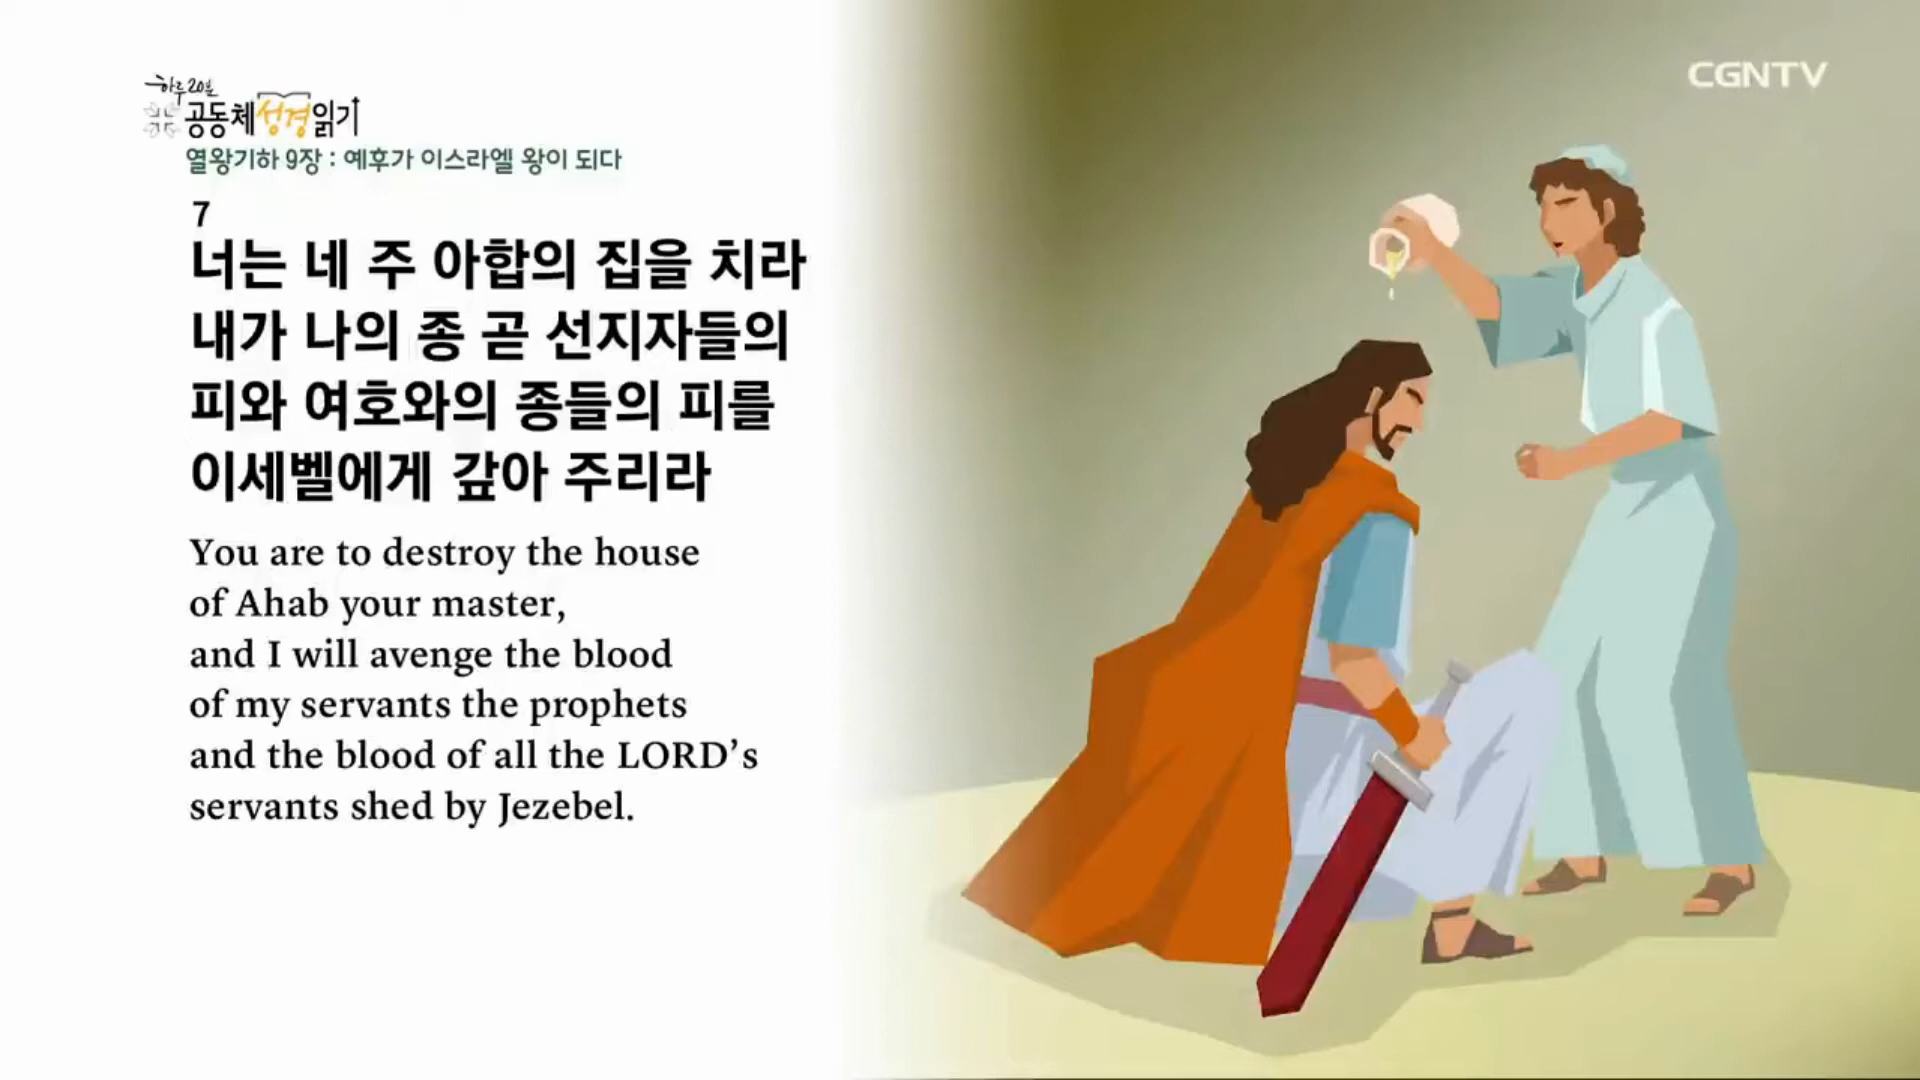 하루 20분
공동체성경읽기
CGNTV
열왕기하 9장 : 예후가 이스라엘 왕이 되다
7
너는 네 주 아합의 집을 치라
내가 나의 종 곧 선지자들의
피와 여호와의 종들의 피를
이세벨에게 갚아 주리라
You are to destroy the house
of Ahab your master,
and I will avenge the blood
of my servants the prophets
and the blood of all the LORD’s
servants shed by Jezebel.